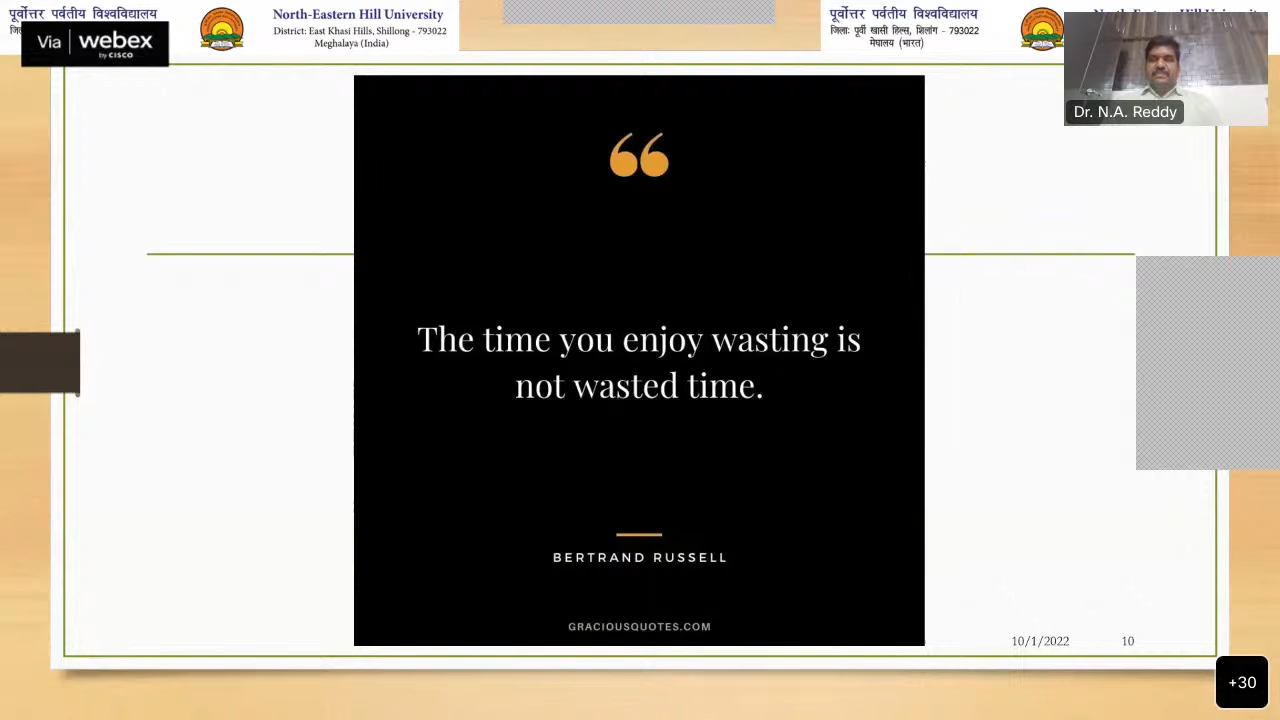 पूर्वोत्तर पर्वतीय विश्वविद्यालय
North-Eastern Hill University
District: East Khasi Hills, Shillong - 793022
Meghalaya (India)
पूर्वोत्तर पर्वतीय विश्वविद्यालय
जिला: पूर्वी खासी हिल्स, शिलांग - 793022
मेघालय (भारत)
Via webex
by CISCO
Dr. N.A. Reddy
The time you enjoy wasting is
not wasted time.
BERTRAND RUSSELL
GRACIOUSQUOTES.COM
10/1/2022 10
+30